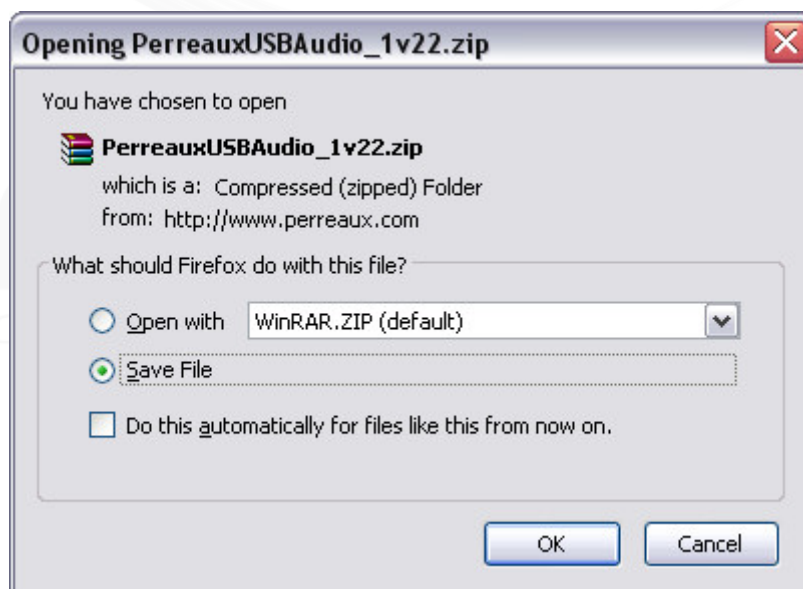 Opening PerreauxUSBAudio_1v22.zip
You have chosen to open
PerreauxUSBAudio_1v22.zip
which is a: Compressed (zipped) Folder
from: http://www.perreaux.com
What should Firefox do with this file?
Open with WinRAR.ZIP (default)
Save File
Do this automatically for files like this from now on.
OK Cancel